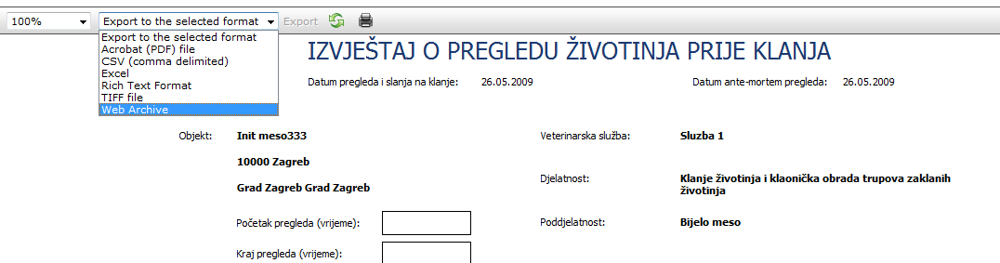 100% Export to the selected format Export
Export to the selected format
Acrobat (PDF) file
CSV (comma delimited)
Excel
Rich Text Format
TIFF file
Web Archive
IZVJEŠTAJ O PREGLEDU ŽIVOTINJA PRIJE KLANJA
Datum pregleda i slanja na klanje: 26.05.2009 Datum ante-mortem pregleda: 26.05.2009
Objekt: Init meso333 Veterinarska služba: Sluzba 1
10000 Zagreb
Grad Zagreb Grad Zagreb
Djelatnost: Klanje životinja i klaonička obrada trupova zaklanih
životinja
Početak pregleda (vrijeme): Poddjelatnost: Bijelo meso
Kraj pregleda (vrijeme):